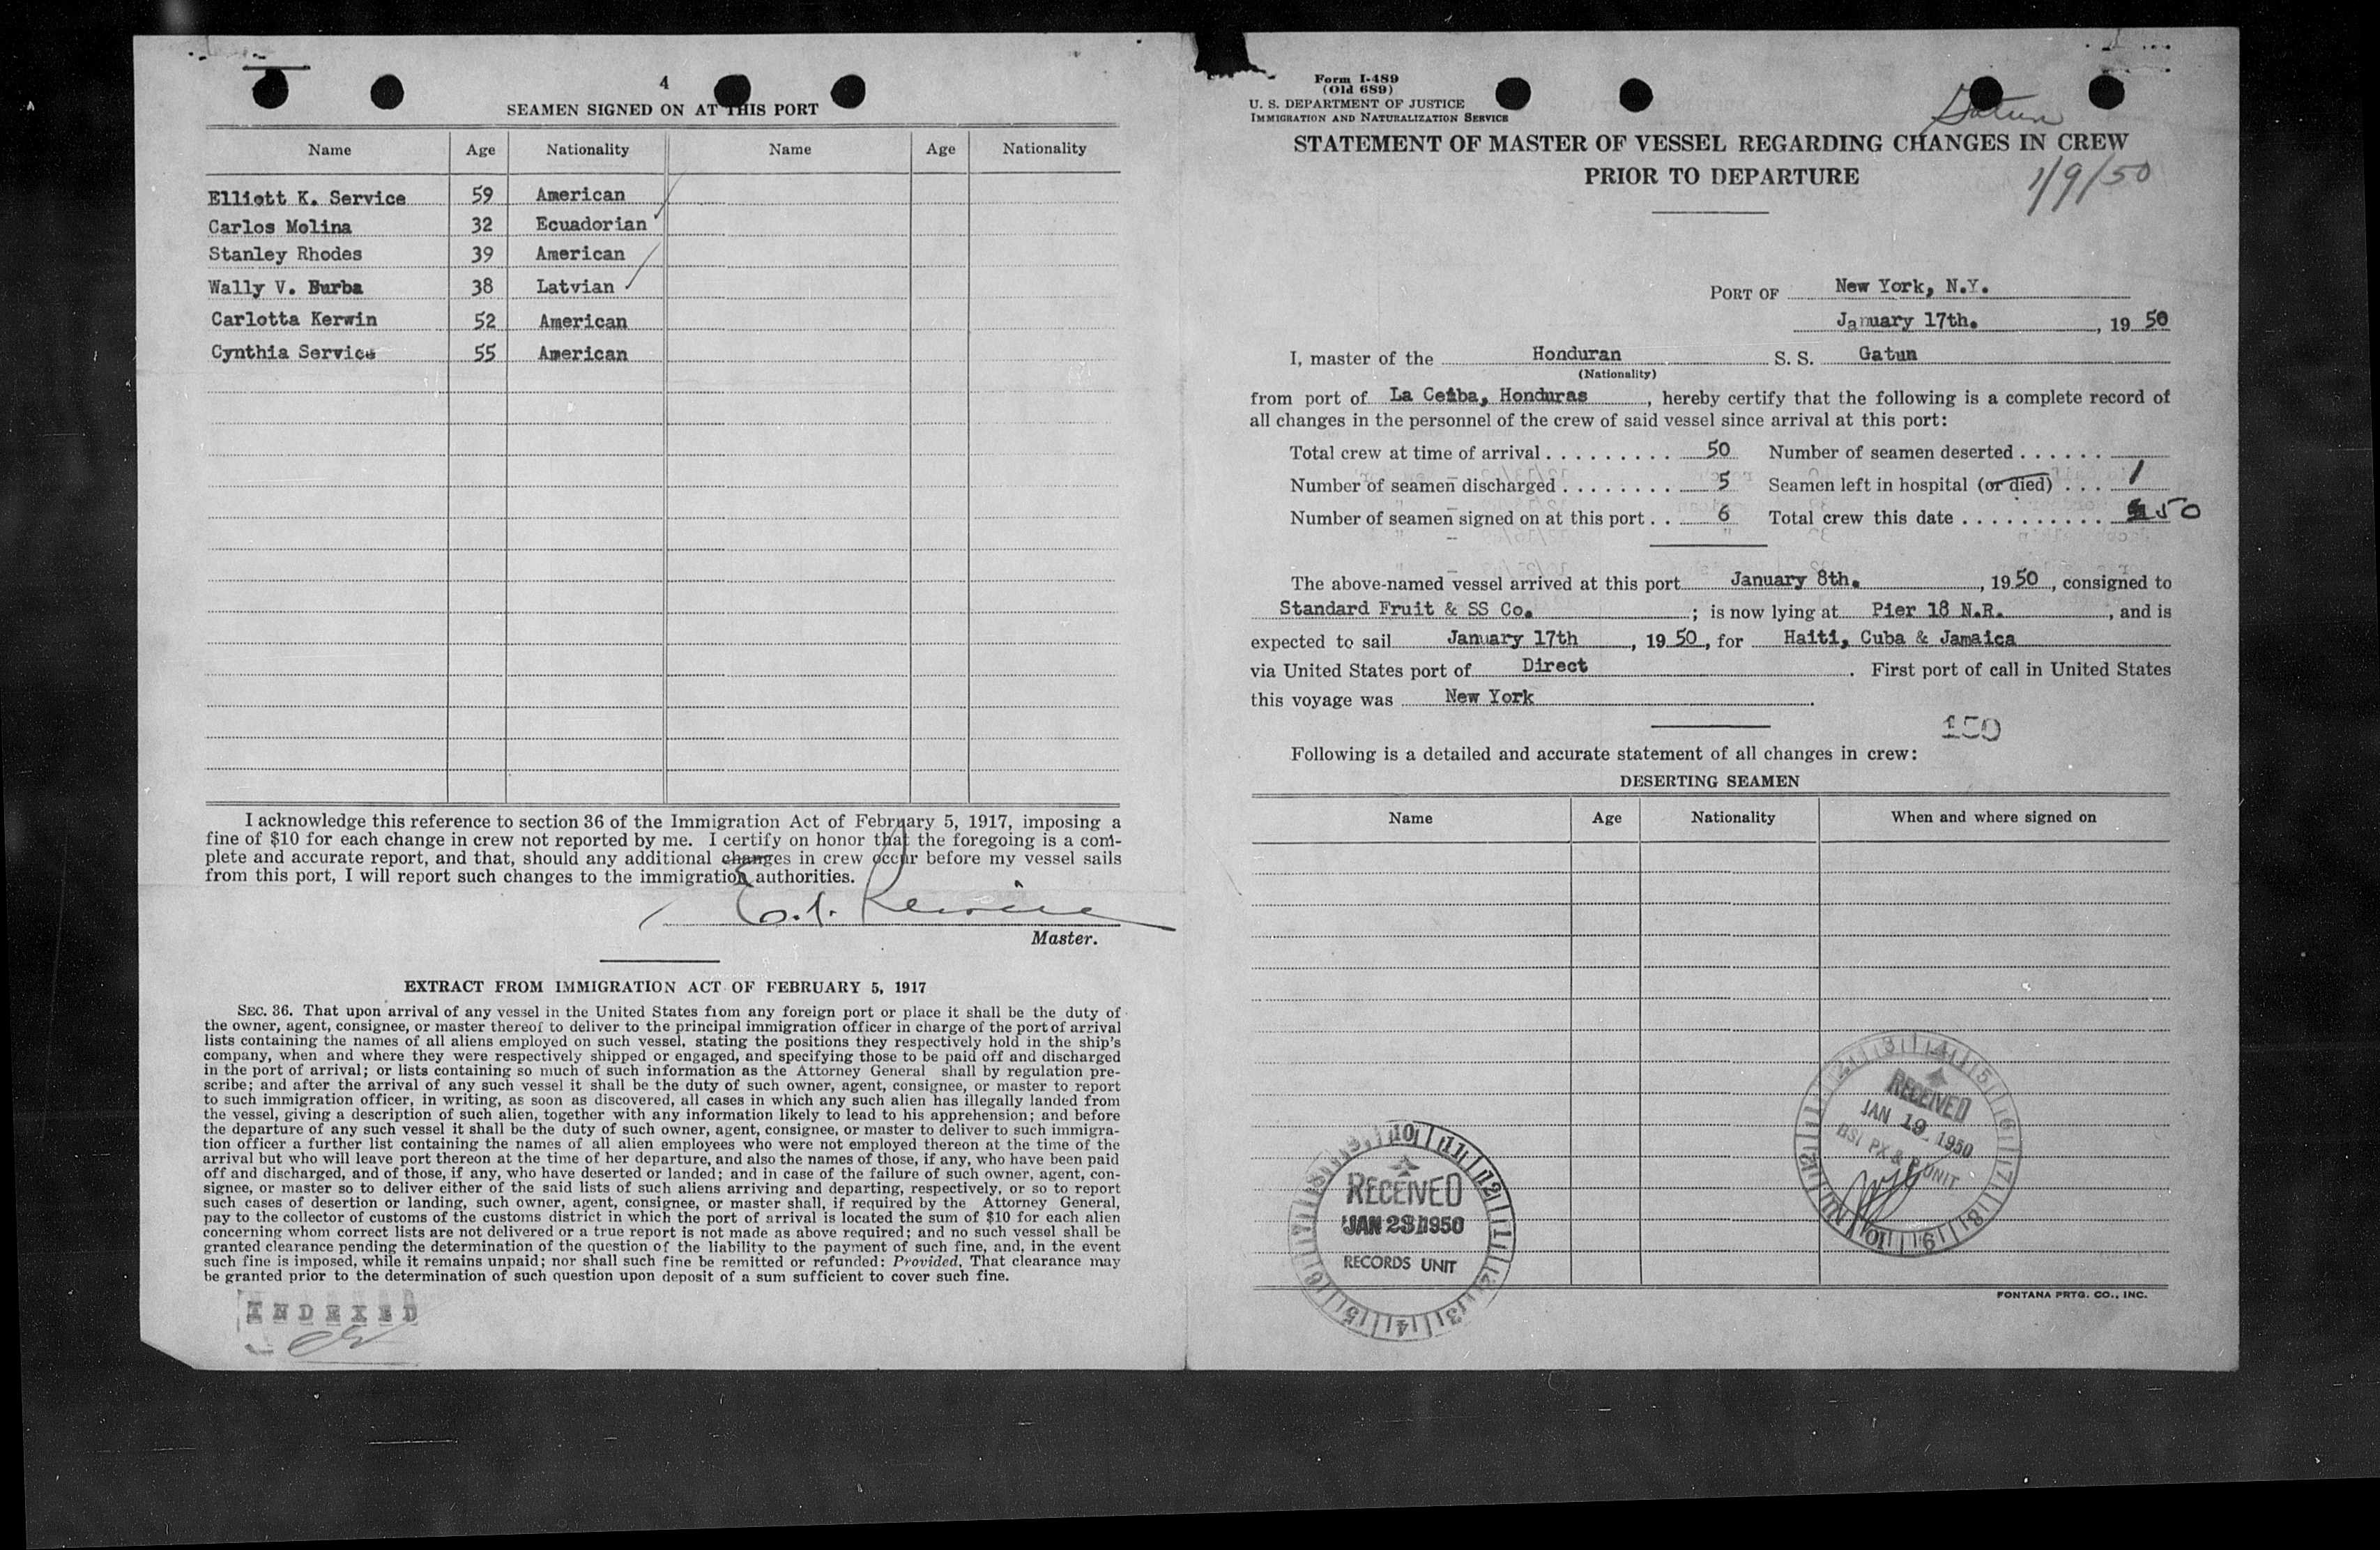 4
SEAMEN SIGNED ON AT THIS PORT
Name Age Nationality Name Age Nationality
Elliott K. Service 59 American
Carlos Molina 32 Ecuadorian
Stanley Rhodes 39 American
Wally V. Burba 38 Latvian
Carlotta Kerwin 52 American
Cynthia Service 55 American
I acknowledge this reference to section 36 of the Immigration Act of February 5, 1917, imposing a
fine of $10 for each change in crew not reported by me. I certify on honor that the foregoing is a com-
plete and accurate report, and that, should any additional changes in crew occur before my vessel sails
from this port, I will report such changes to the immigration authorities.
Master.
EXTRACT FROM IMMIGRATION ACT OF FEBRUARY 5, 1917
SEC. 36. That upon arrival of any vessel in the United States from any foreign port or place it shall be the duty of
the owner, agent, consignee, or master thereof to deliver to the principal immigration officer in charge of the port of arrival
lists containing the names of all aliens employed on such vessel, stating the positions they respectively hold in the ship's
company, when and where they were respectively shipped or engaged, and specifying those to be paid off and discharged
in the port of arrival; or lists containing so much of such information as the Attorney General shall by regulation pre-
scribe; and after the arrival of any such vessel it shall be the duty of such owner, agent, consignee, or master to report
to such immigration officer, in writing, as soon as discovered, all cases in which any such alien has illegally landed from
the vessel, giving a description of such alien, together with any information likely to lead to his apprehension; and before
the departure of any such vessel it shall be the duty of such owner, agent, consignee, or master to deliver to such immigra-
tion officer a further list containing the names of all alien employees who were not employed thereon at the time of the
arrival but who will leave port thereon at the time of her departure, and also the names of those, if any, who have been paid
off and discharged, and of those, if any, who have deserted or landed; and in case of the failure of such owner, agent, con-
signee, or master so to deliver either of the said lists of such aliens arriving and departing, respectively, or so to report
such cases of desertion or landing, such owner, agent, consignee, or master shall, if required by the Attorney General,
pay to the collector of customs of the customs district in which the port of arrival is located the sum of $10 for each alien
concerning whom correct lists are not delivered or a true report is not made as above required; and no such vessel shall be
granted clearance pending the determination of the question of the liability to the payment of such fine, and, in the event
such fine is imposed, while it remains unpaid; nor shall such fine be remitted or refunded: Provided, That clearance may
be granted prior to the determination of such question upon deposit of a sum sufficient to cover such fine.
INDEXED
Form I-489
(Old 689)
U. S. DEPARTMENT OF JUSTICE
IMMIGRATION AND NATURALIZATION SERVICE
Gatun
STATEMENT OF MASTER OF VESSEL REGARDING CHANGES IN CREW
PRIOR TO DEPARTURE
1/9/50
PORT OF New York, N.Y.
January 17th. , 19 50
I, master of the Honduran S. S. Gatun
(Nationality)
from port of La Ceiba, Honduras , hereby certify that the following is a complete record of
all changes in the personnel of the crew of said vessel since arrival at this port:
Total crew at time of arrival . . . . . . . . . 50 Number of seamen deserted . . . . . .
Number of seamen discharged . . . . . . . . 5 Seamen left in hospital (or died) . . . . 1
Number of seamen signed on at this port . . 6 Total crew this date . . . . . . . . . . 50
The above-named vessel arrived at this port January 8th. , 19 50 , consigned to
Standard Fruit & SS Co. ; is now lying at Pier 18 N.R. , and is
expected to sail January 17th , 19 50 , for Haiti, Cuba & Jamaica
via United States port of Direct . First port of call in United States
this voyage was New York .
150
Following is a detailed and accurate statement of all changes in crew:
DESERTING SEAMEN
Name Age Nationality When and where signed on
RECEIVED
JAN 19 1950
PX & P UNIT
RECEIVED
JAN 23 1950
RECORDS UNIT
FONTANA PRTG. CO., INC.